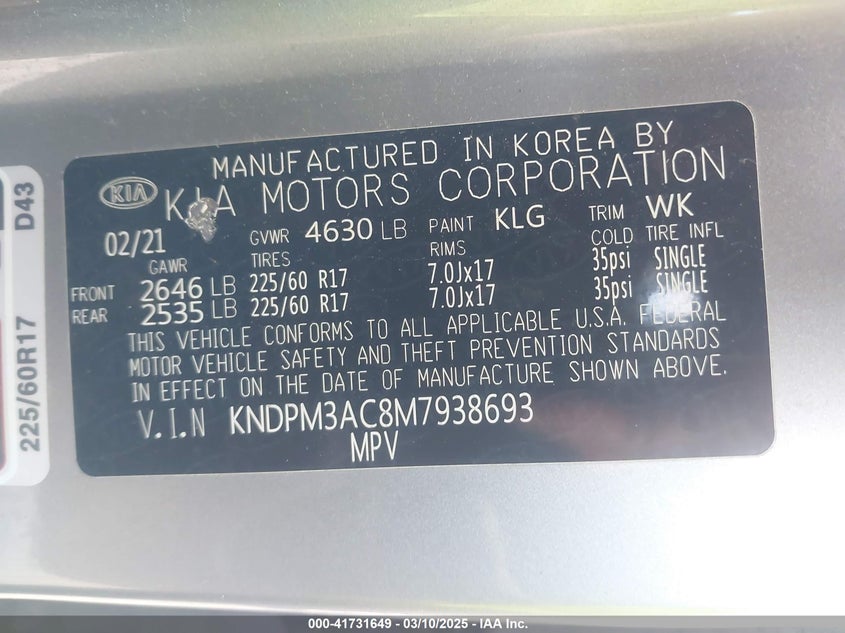 MANUFACTURED IN KOREA BY
KIA KIA MOTORS CORPORATION
02/21 GVWR 4630 LB PAINT KLG TRIM WK
GAWR TIRES RIMS COLD TIRE INFL
FRONT 2646 LB 225/60 R17 7.0Jx17 35psi SINGLE
REAR 2535 LB 225/60 R17 7.0Jx17 35psi SINGLE
THIS VEHICLE CONFORMS TO ALL APPLICABLE U.S.A. FEDERAL
MOTOR VEHICLE SAFETY AND THEFT PREVENTION STANDARDS
IN EFFECT ON THE DATE OF MANUFACTURE SHOWN ABOVE.
V.I.N KNDPM3AC8M7938693
MPV
225/60R17 D43
000-41731649 - 03/10/2025 - IAA Inc.